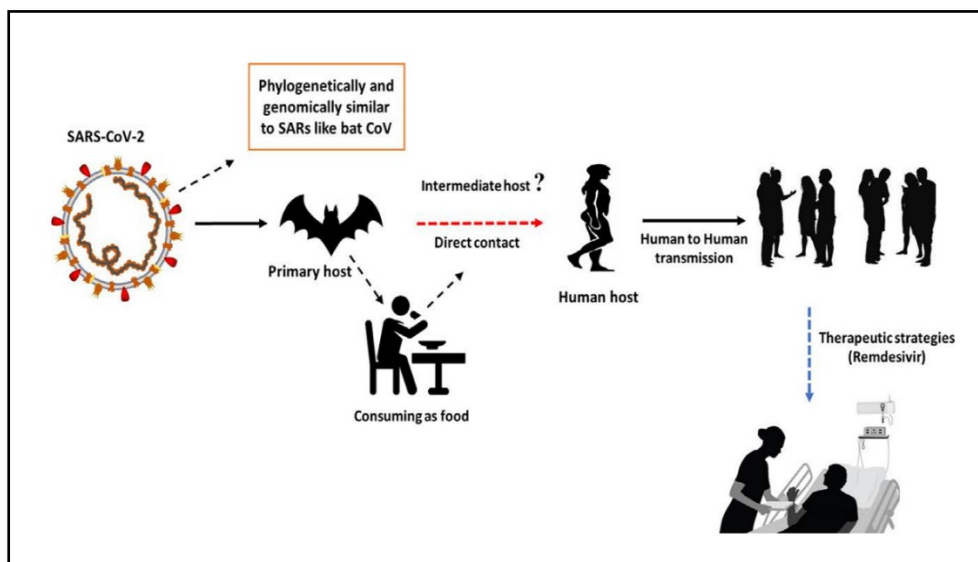 Phylogenetically and
genomically similar
to SARs like bat CoV
SARS-CoV-2
Intermediate host ?
Direct contact
Primary host
Human host
Human to Human
transmission
Consuming as food
Therapeutic strategies
(Remdesivir)